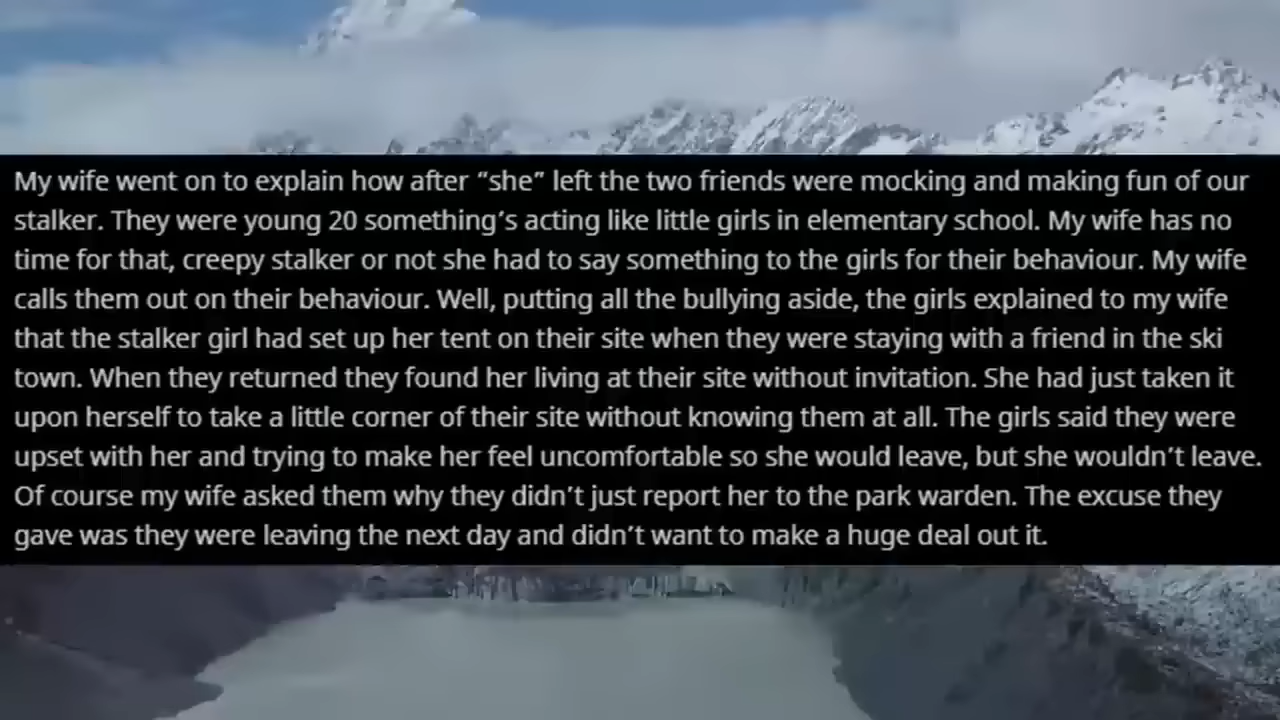 My wife went on to explain how after “she” left the two friends were mocking and making fun of our
stalker. They were young 20 something’s acting like little girls in elementary school. My wife has no
time for that, creepy stalker or not she had to say something to the girls for their behaviour. My wife
calls them out on their behaviour. Well, putting all the bullying aside, the girls explained to my wife
that the stalker girl had set up her tent on their site when they were staying with a friend in the ski
town. When they returned they found her living at their site without invitation. She had just taken it
upon herself to take a little corner of their site without knowing them at all. The girls said they were
upset with her and trying to make her feel uncomfortable so she would leave, but she wouldn’t leave.
Of course my wife asked them why they didn’t just report her to the park warden. The excuse they
gave was they were leaving the next day and didn’t want to make a huge deal out it.